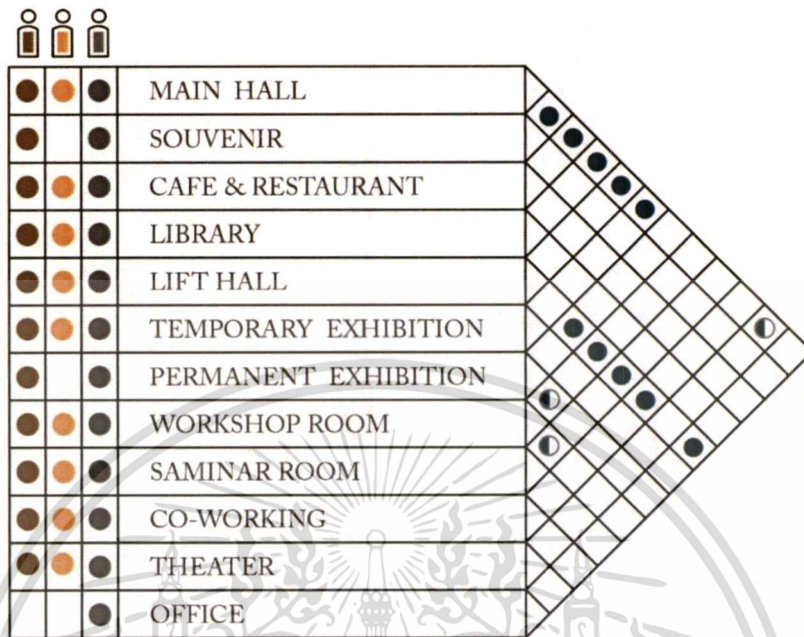 MAIN HALL
SOUVENIR
CAFE & RESTAURANT
LIBRARY
LIFT HALL
TEMPORARY EXHIBITION
PERMANENT EXHIBITION
WORKSHOP ROOM
SAMINAR ROOM
CO-WORKING
THEATER
OFFICE